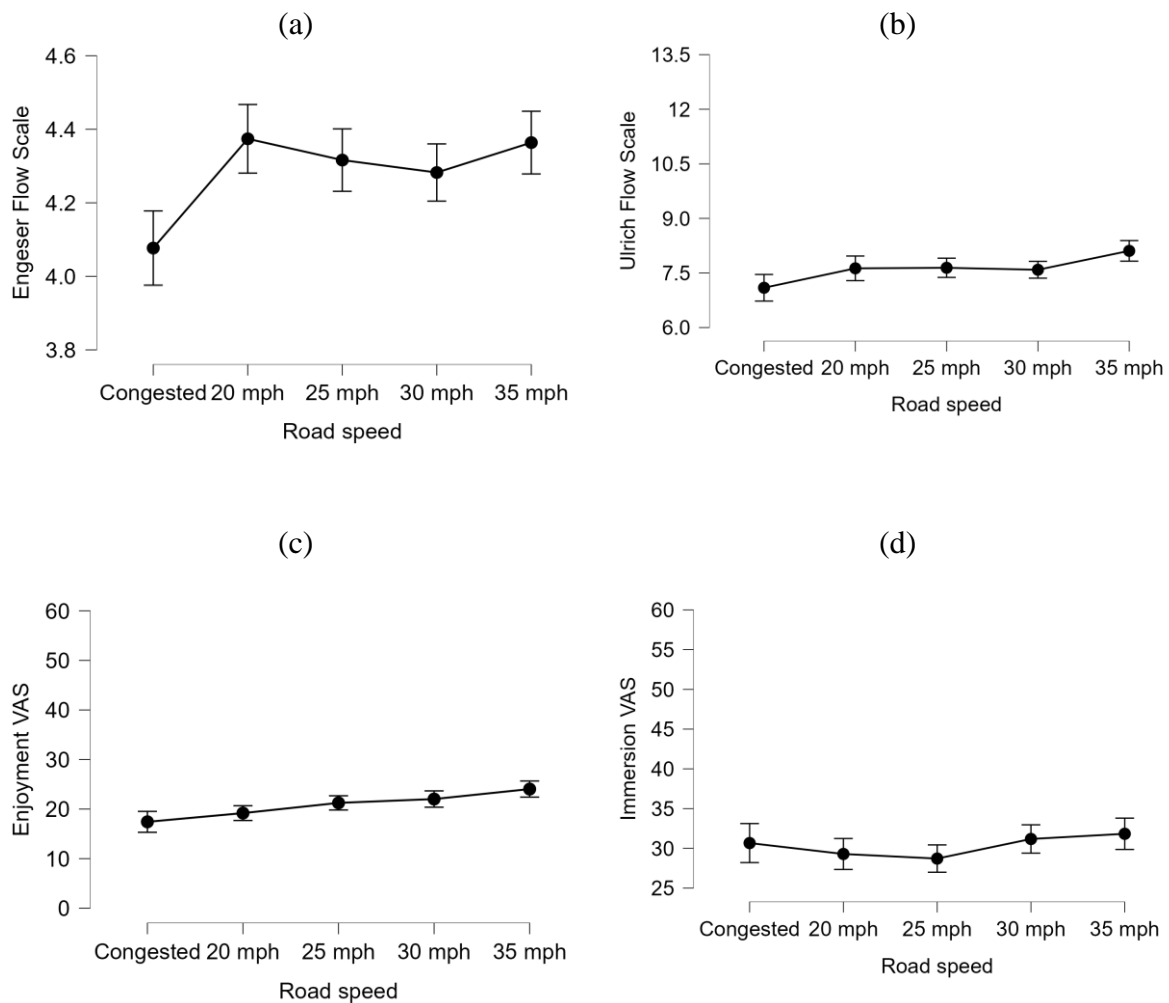 (a)
Engeser Flow Scale
4.6
4.4
4.2
4.0
3.8
Congested 20 mph 25 mph 30 mph 35 mph
Road speed
(b)
Ulrich Flow Scale
13.5
12
10.5
9.0
7.5
6.0
Congested 20 mph 25 mph 30 mph 35 mph
Road speed
(c)
Enjoyment VAS
60
50
40
30
20
10
0
Congested 20 mph 25 mph 30 mph 35 mph
Road speed
(d)
Immersion VAS
60
55
50
45
40
35
30
25
Congested 20 mph 25 mph 30 mph 35 mph
Road speed